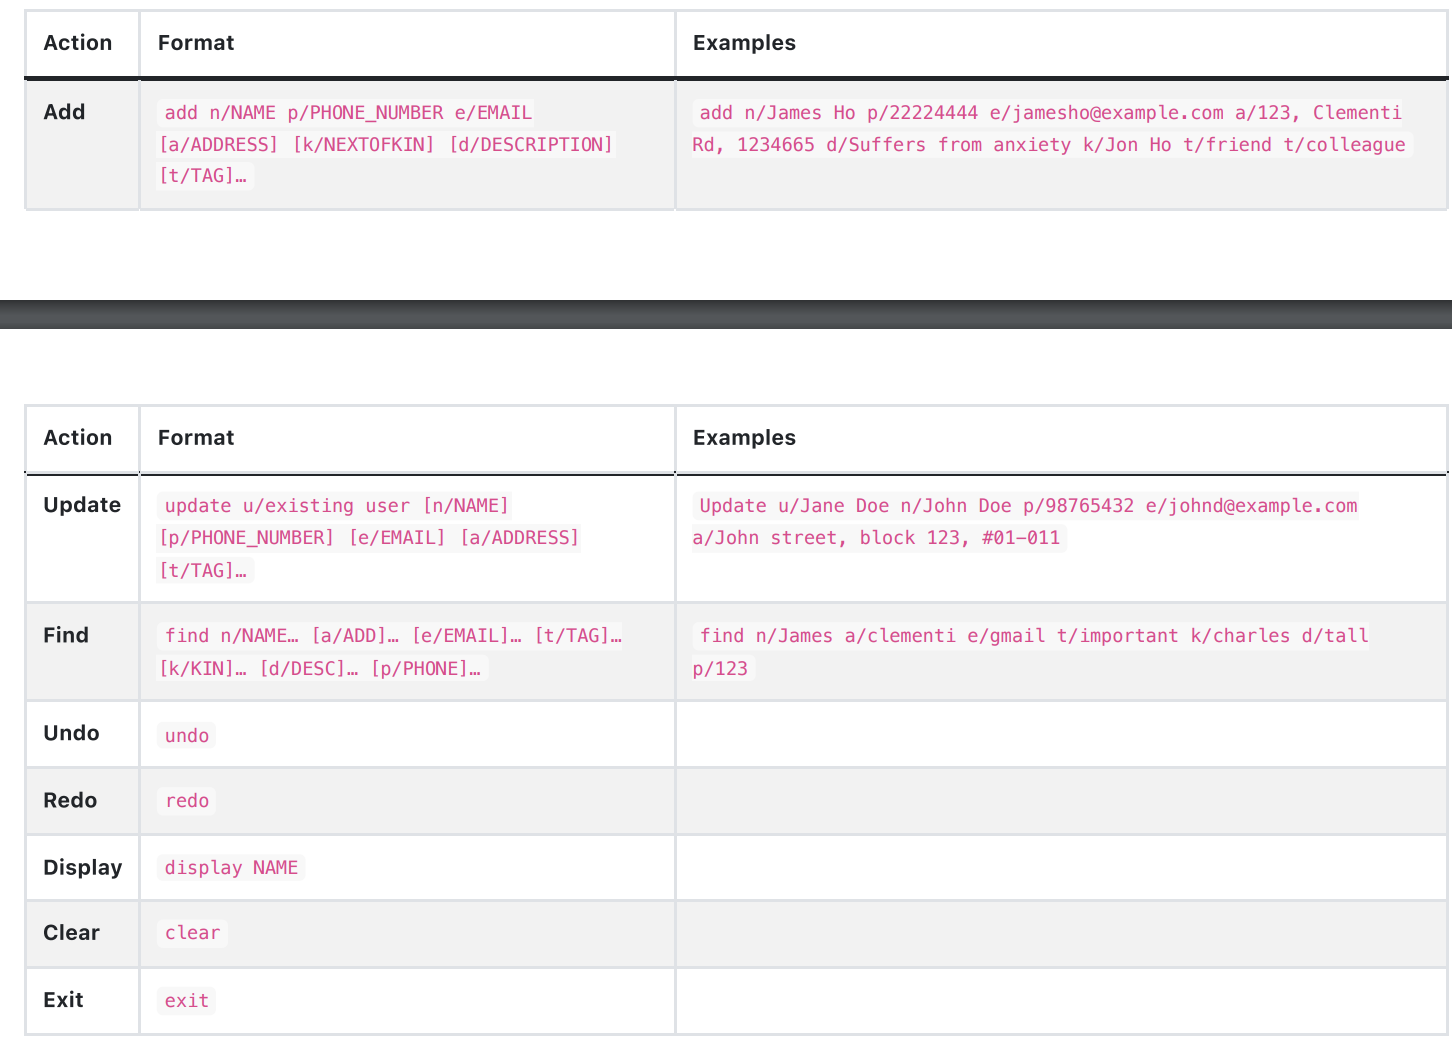 Action Format Examples
Add add n/NAME p/PHONE_NUMBER e/EMAIL add n/James Ho p/22224444 e/jamesho@example.com a/123, Clementi
[a/ADDRESS] [k/NEXTOFKIN] [d/DESCRIPTION] Rd, 1234665 d/Suffers from anxiety k/Jon Ho t/friend t/colleague
[t/TAG]…
Action Format Examples
Update update u/existing user [n/NAME] Update u/Jane Doe n/John Doe p/98765432 e/johnd@example.com
[p/PHONE_NUMBER] [e/EMAIL] [a/ADDRESS] a/John street, block 123, #01-011
[t/TAG]…
Find find n/NAME… [a/ADD]… [e/EMAIL]… [t/TAG]… find n/James a/clementi e/gmail t/important k/charles d/tall
[k/KIN]… [d/DESC]… [p/PHONE]… p/123
Undo undo
Redo redo
Display display NAME
Clear clear
Exit exit